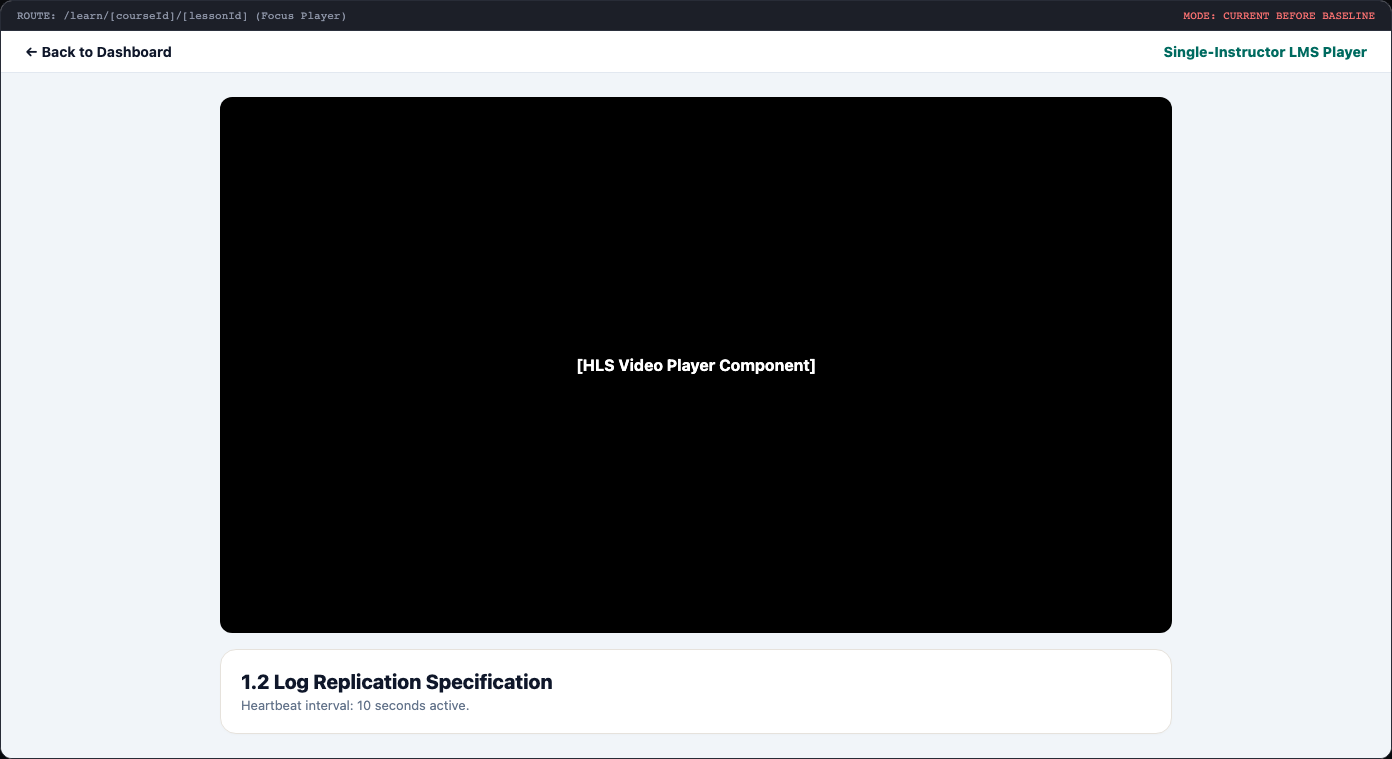 ROUTE: /learn/[courseId]/[lessonId] (Focus Player)
MODE: CURRENT BEFORE BASELINE
← Back to Dashboard
Single-Instructor LMS Player
[HLS Video Player Component]
1.2 Log Replication Specification
Heartbeat interval: 10 seconds active.